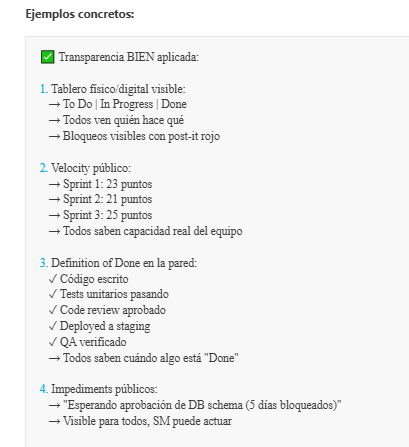 Ejemplos concretos:
✅ Transparencia BIEN aplicada:
1. Tablero físico/digital visible:
→ To Do | In Progress | Done
→ Todos ven quién hace qué
→ Bloqueos visibles con post-it rojo
2. Velocity público:
→ Sprint 1: 23 puntos
→ Sprint 2: 21 puntos
→ Sprint 3: 25 puntos
→ Todos saben capacidad real del equipo
3. Definition of Done en la pared:
✓ Código escrito
✓ Tests unitarios pasando
✓ Code review aprobado
✓ Deployed a staging
✓ QA verificado
→ Todos saben cuándo algo está "Done"
4. Impediments públicos:
→ "Esperando aprobación de DB schema (5 días bloqueados)"
→ Visible para todos, SM puede actuar